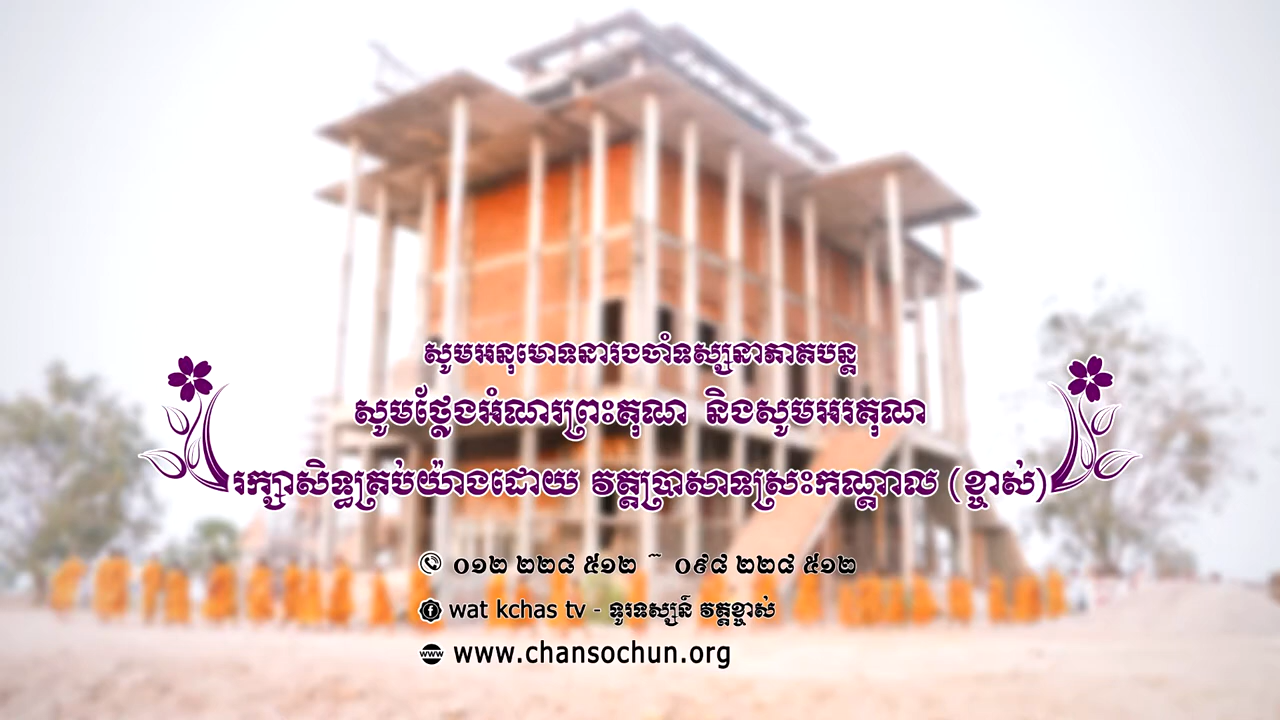 សូមអនុមោទនារងចាំទស្សនាភាគបន្ត
សូមថ្លែងអំណរព្រះគុណ និងសូមអរគុណ
រក្សាសិទ្ធគ្រប់យ៉ាងដោយ វត្តប្រាសាទស្រះកណ្តាល (ខ្ចាស់)
០១២ ២២៨ ៥១២ ~ ០៩៨ ២២៨ ៥១២
wat kchas tv - ទូរទស្សន៍ វត្តខ្ចាស់
www.chansochun.org